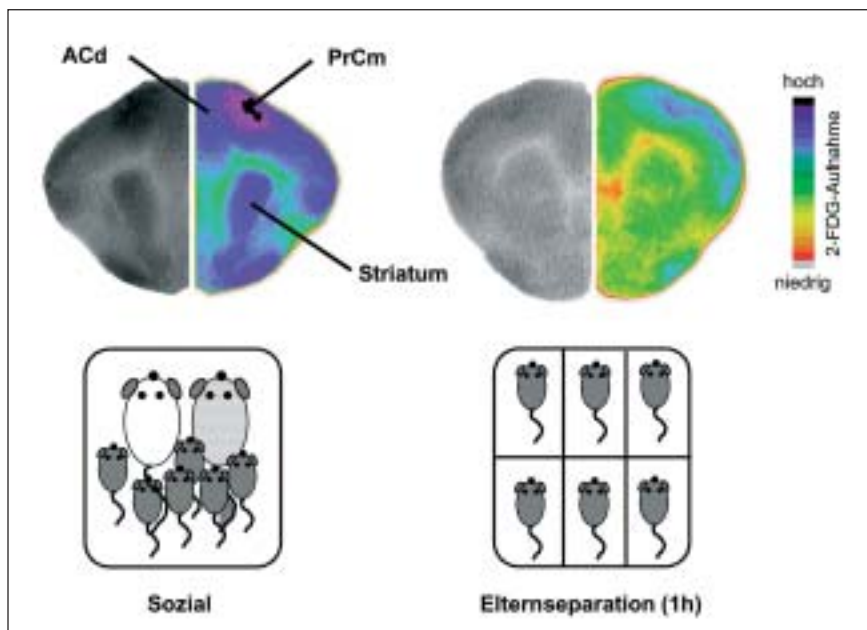 ACd
PrCm
Striatum
hoch
2-FDG-Aufnahme
niedrig
Sozial
Elternseparation (1h)